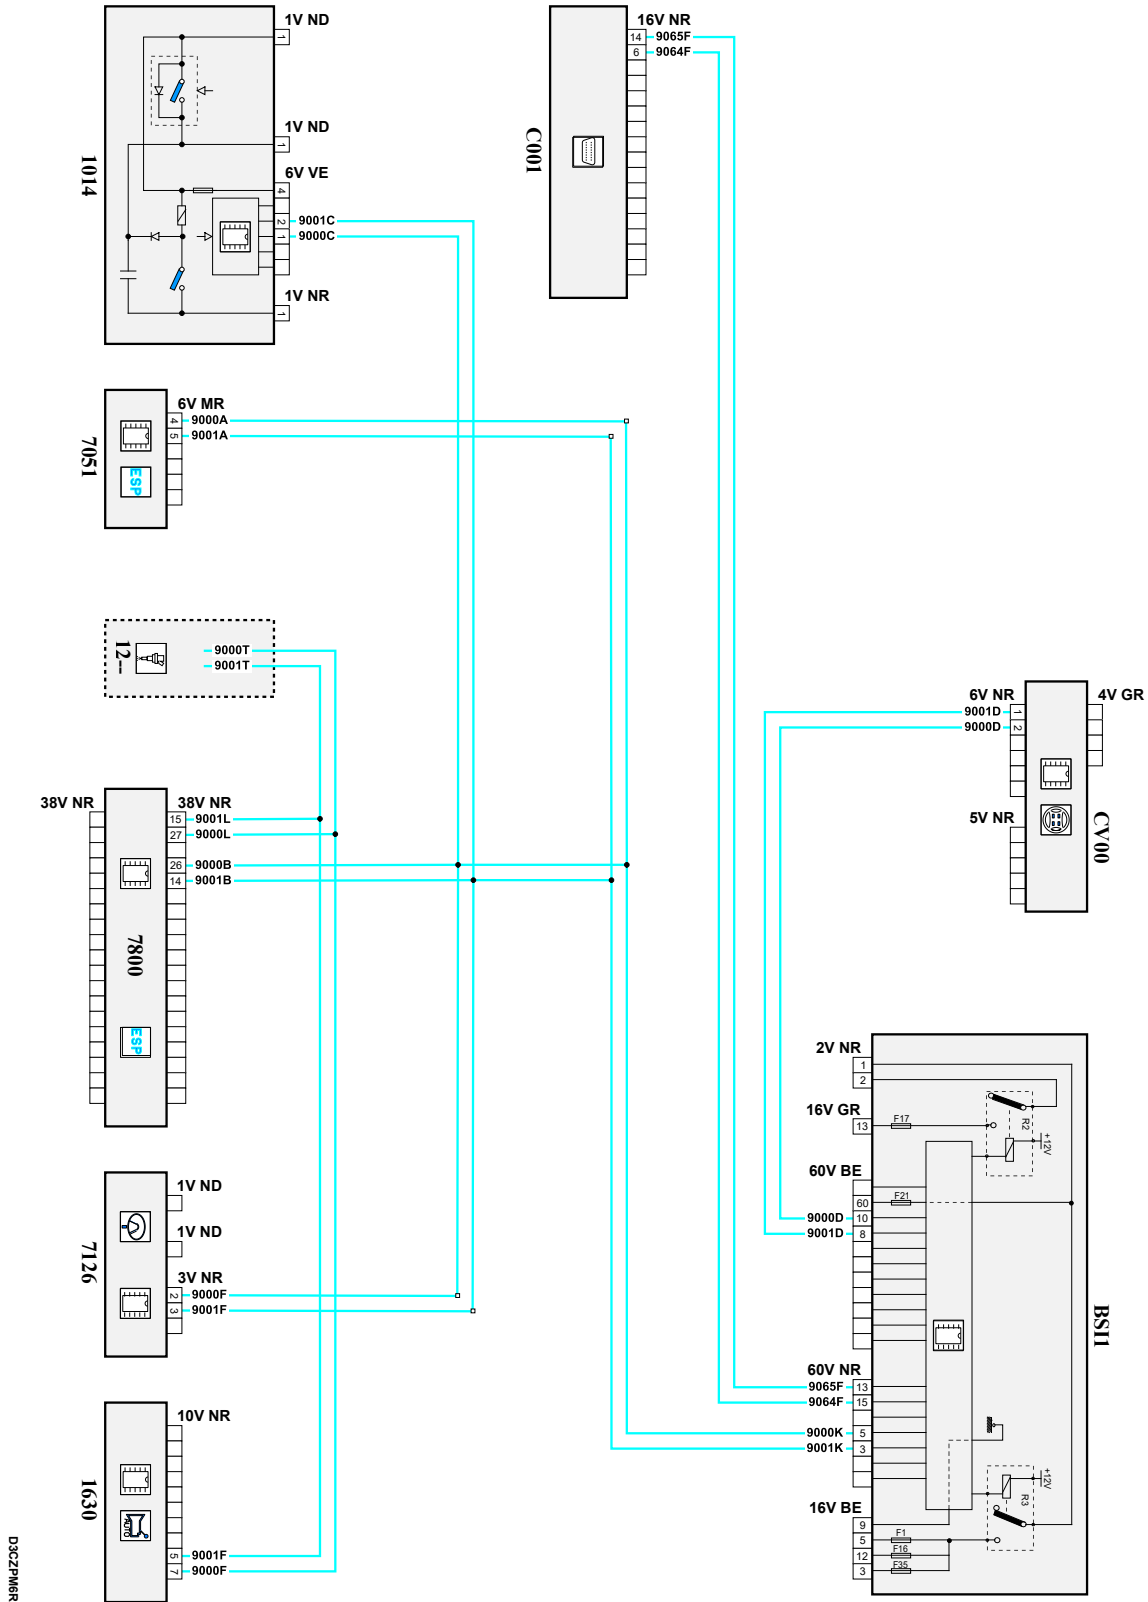 1V ND
1
1V ND
1
6V VE
4
2
9001C
1
9000C
1V NR
1
1014
16V NR
14
9065F
6
9064F
C001
6V MR
4
9000A
5
9001A
7051
ESP
9000T
9001T
12--
38V NR
38V NR
15
9001L
27
9000L
26
9000B
14
9001B
7800
ESP
4V GR
6V NR
9001D
1
9000D
2
5V NR
CV00
2V NR
1
2
16V GR
13
F17
R2
+12V
60V BE
60
F21
9000D
10
9001D
8
BSI1
60V NR
9065F
13
9064F
15
9000K
5
9001K
3
+12V
R3
16V BE
9
5
F1
12
F16
3
F35
1V ND
1V ND
7126
3V NR
2
9000F
3
9001F
10V NR
1630
AUTO
5
9001F
7
9000F
D3CZPM6R